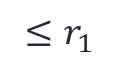 ≤ r₁